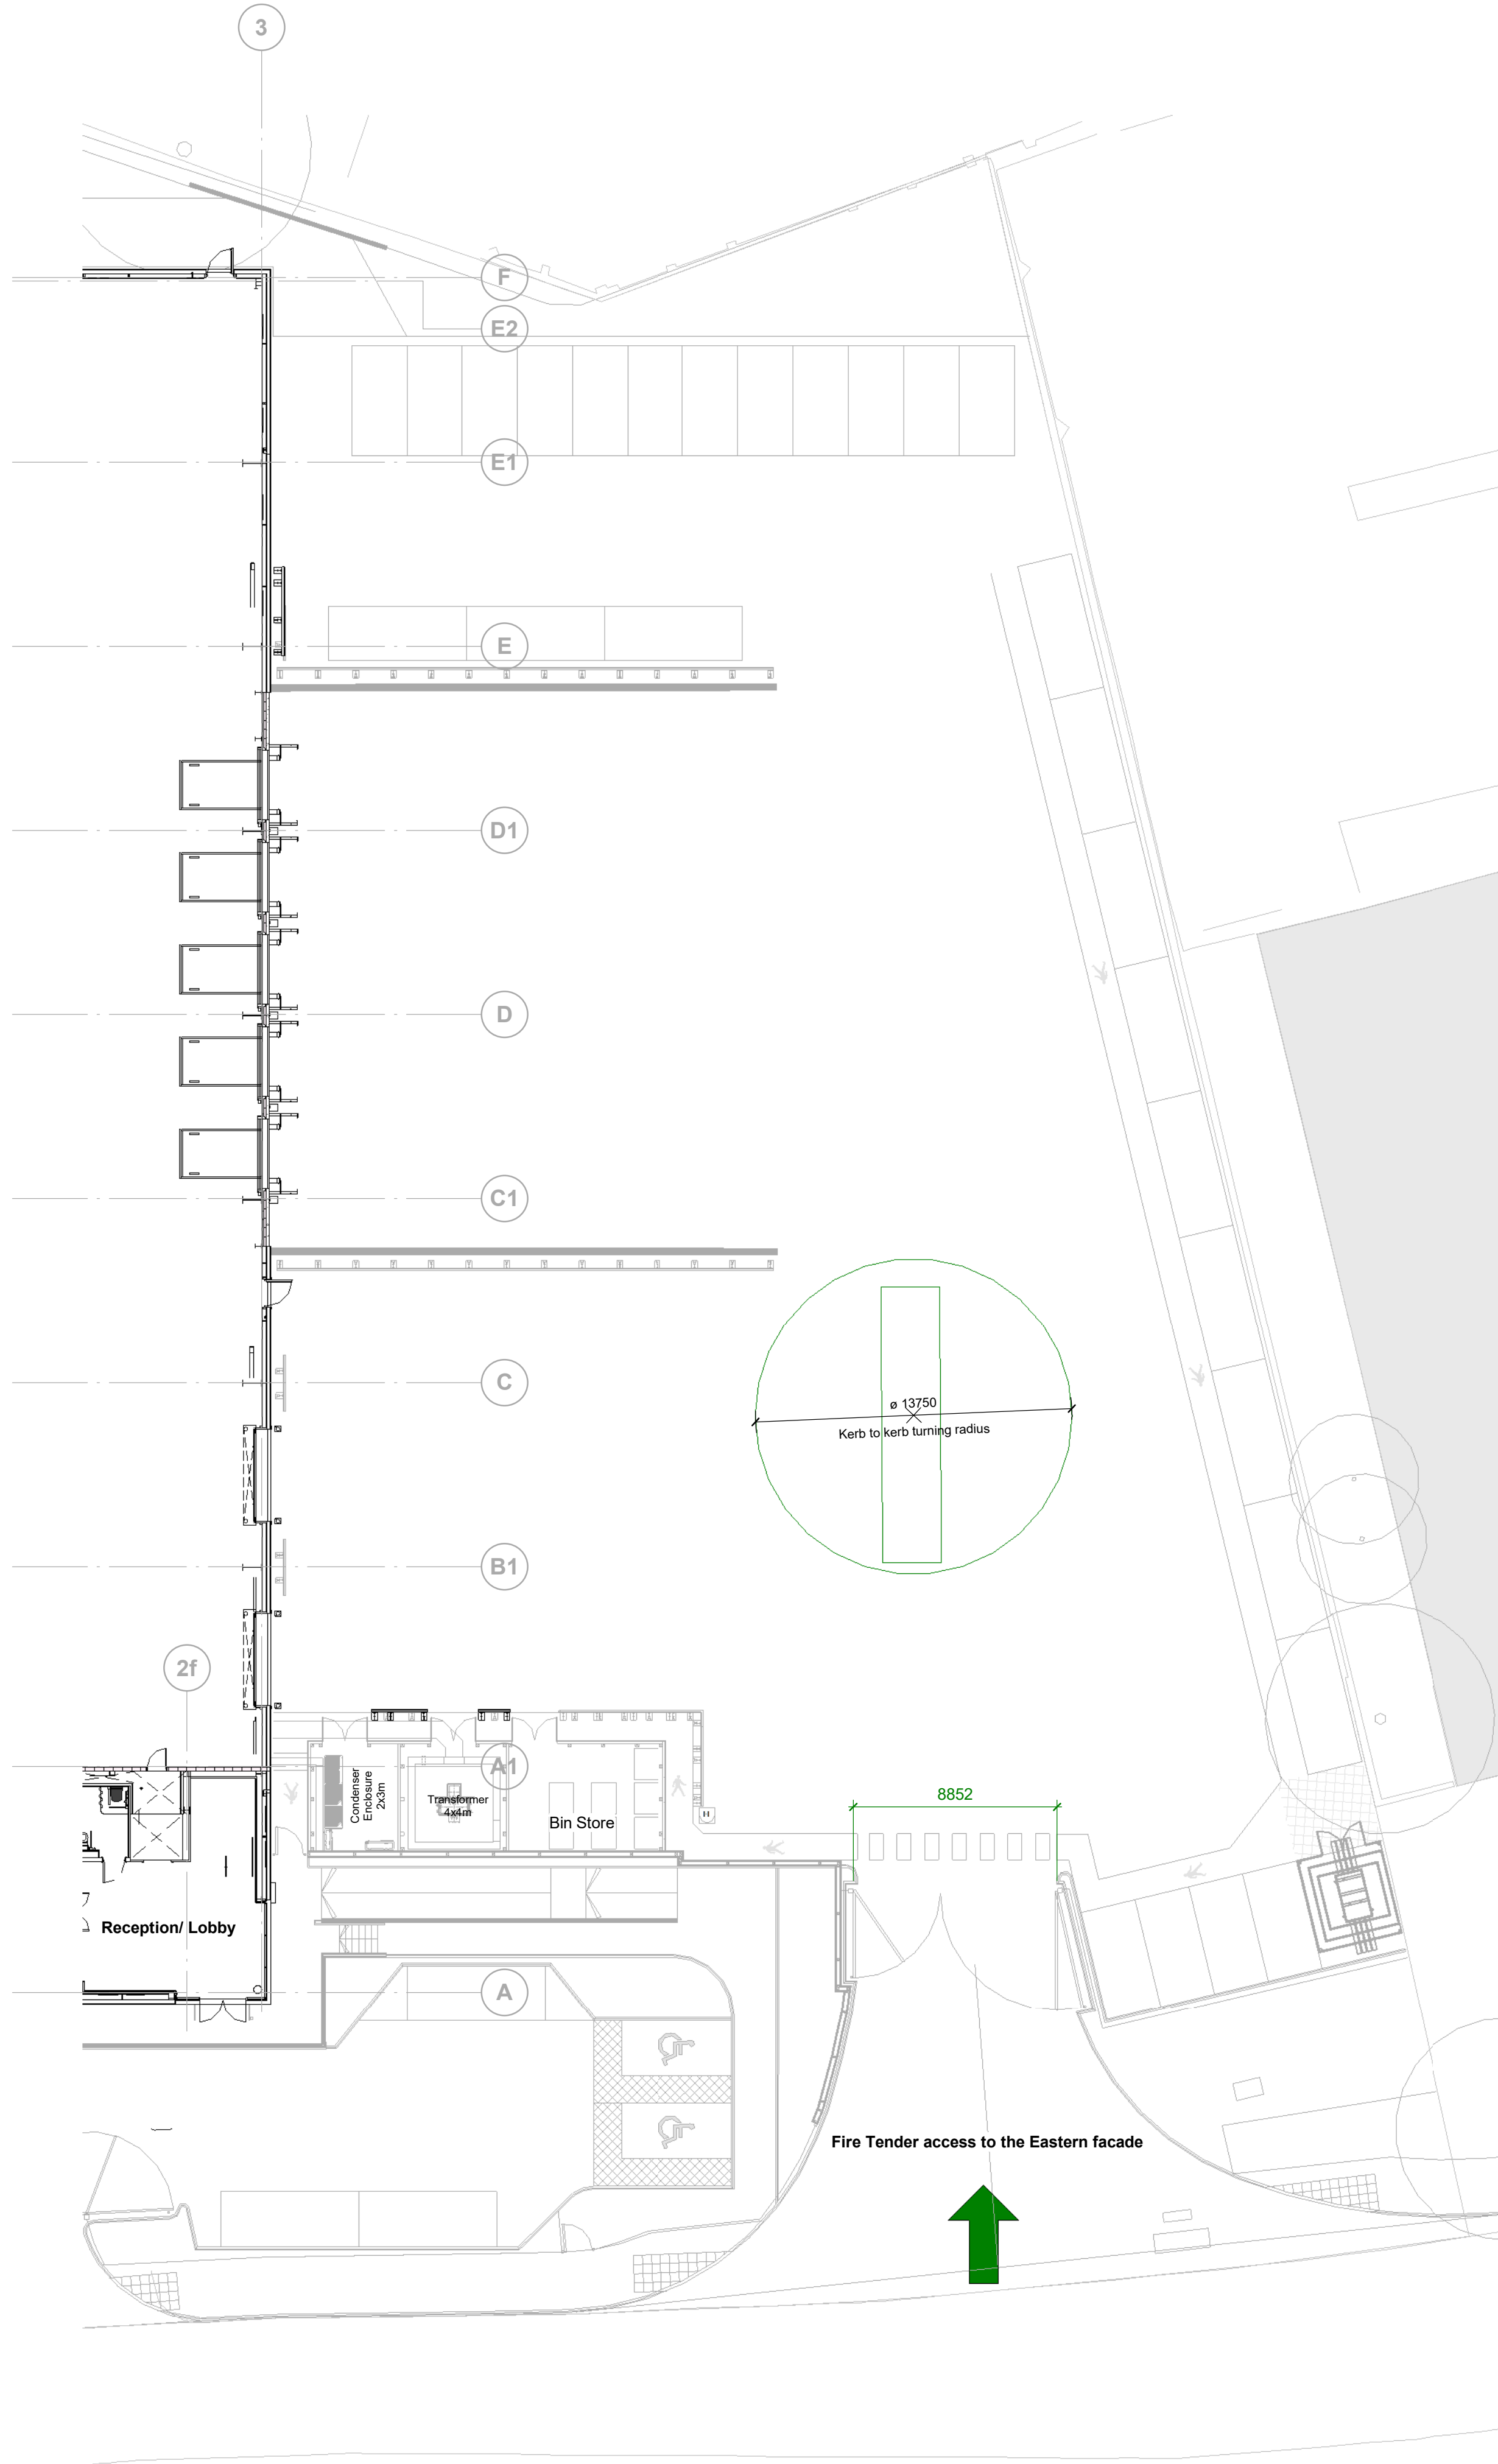 3
F
E2
E1
E
D1
D
C1
ø 13750
Kerb to kerb turning radius
C
B1
2f
A1
Condenser
Enclosure
2x3m
Transformer
4x4m
Bin Store
H
8852
Reception/ Lobby
A
Fire Tender access to the Eastern facade